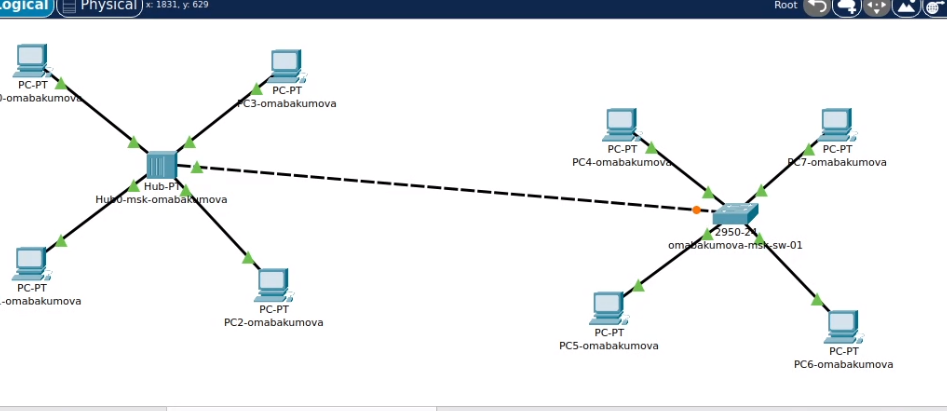 Logical Physical x: 1831, y: 629 Root
PC-PT
0-omabakumova
PC-PT
PC3-omabakumova
PC-PT
PC4-omabakumova
PC-PT
PC7-omabakumova
Hub-PT
Hub0-msk-omabakumova
2950-24
omabakumova-msk-sw-01
PC-PT
-omabakumova
PC-PT
PC2-omabakumova
PC-PT
PC5-omabakumova
PC-PT
PC6-omabakumova